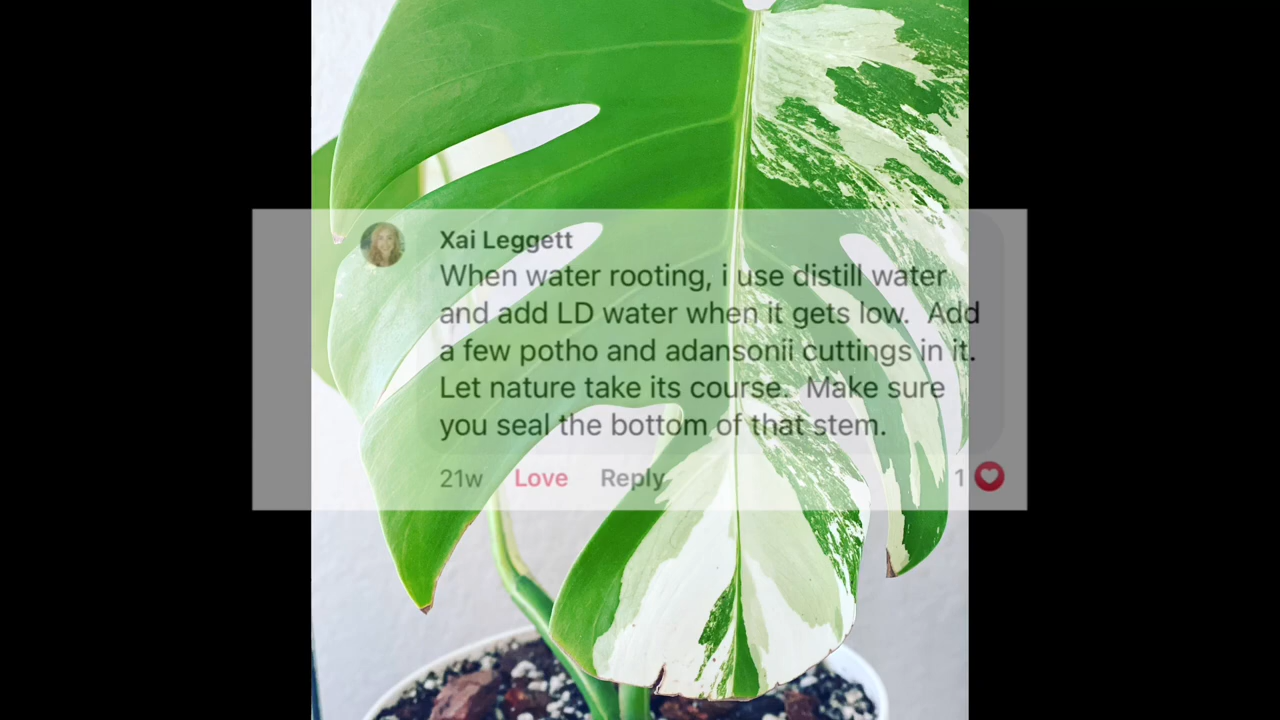 Xai Leggett
When water rooting, i use distill water
and add LD water when it gets low.  Add
a few potho and adansonii cuttings in it.
Let nature take its course.  Make sure
you seal the bottom of that stem.
21w Love Reply 1